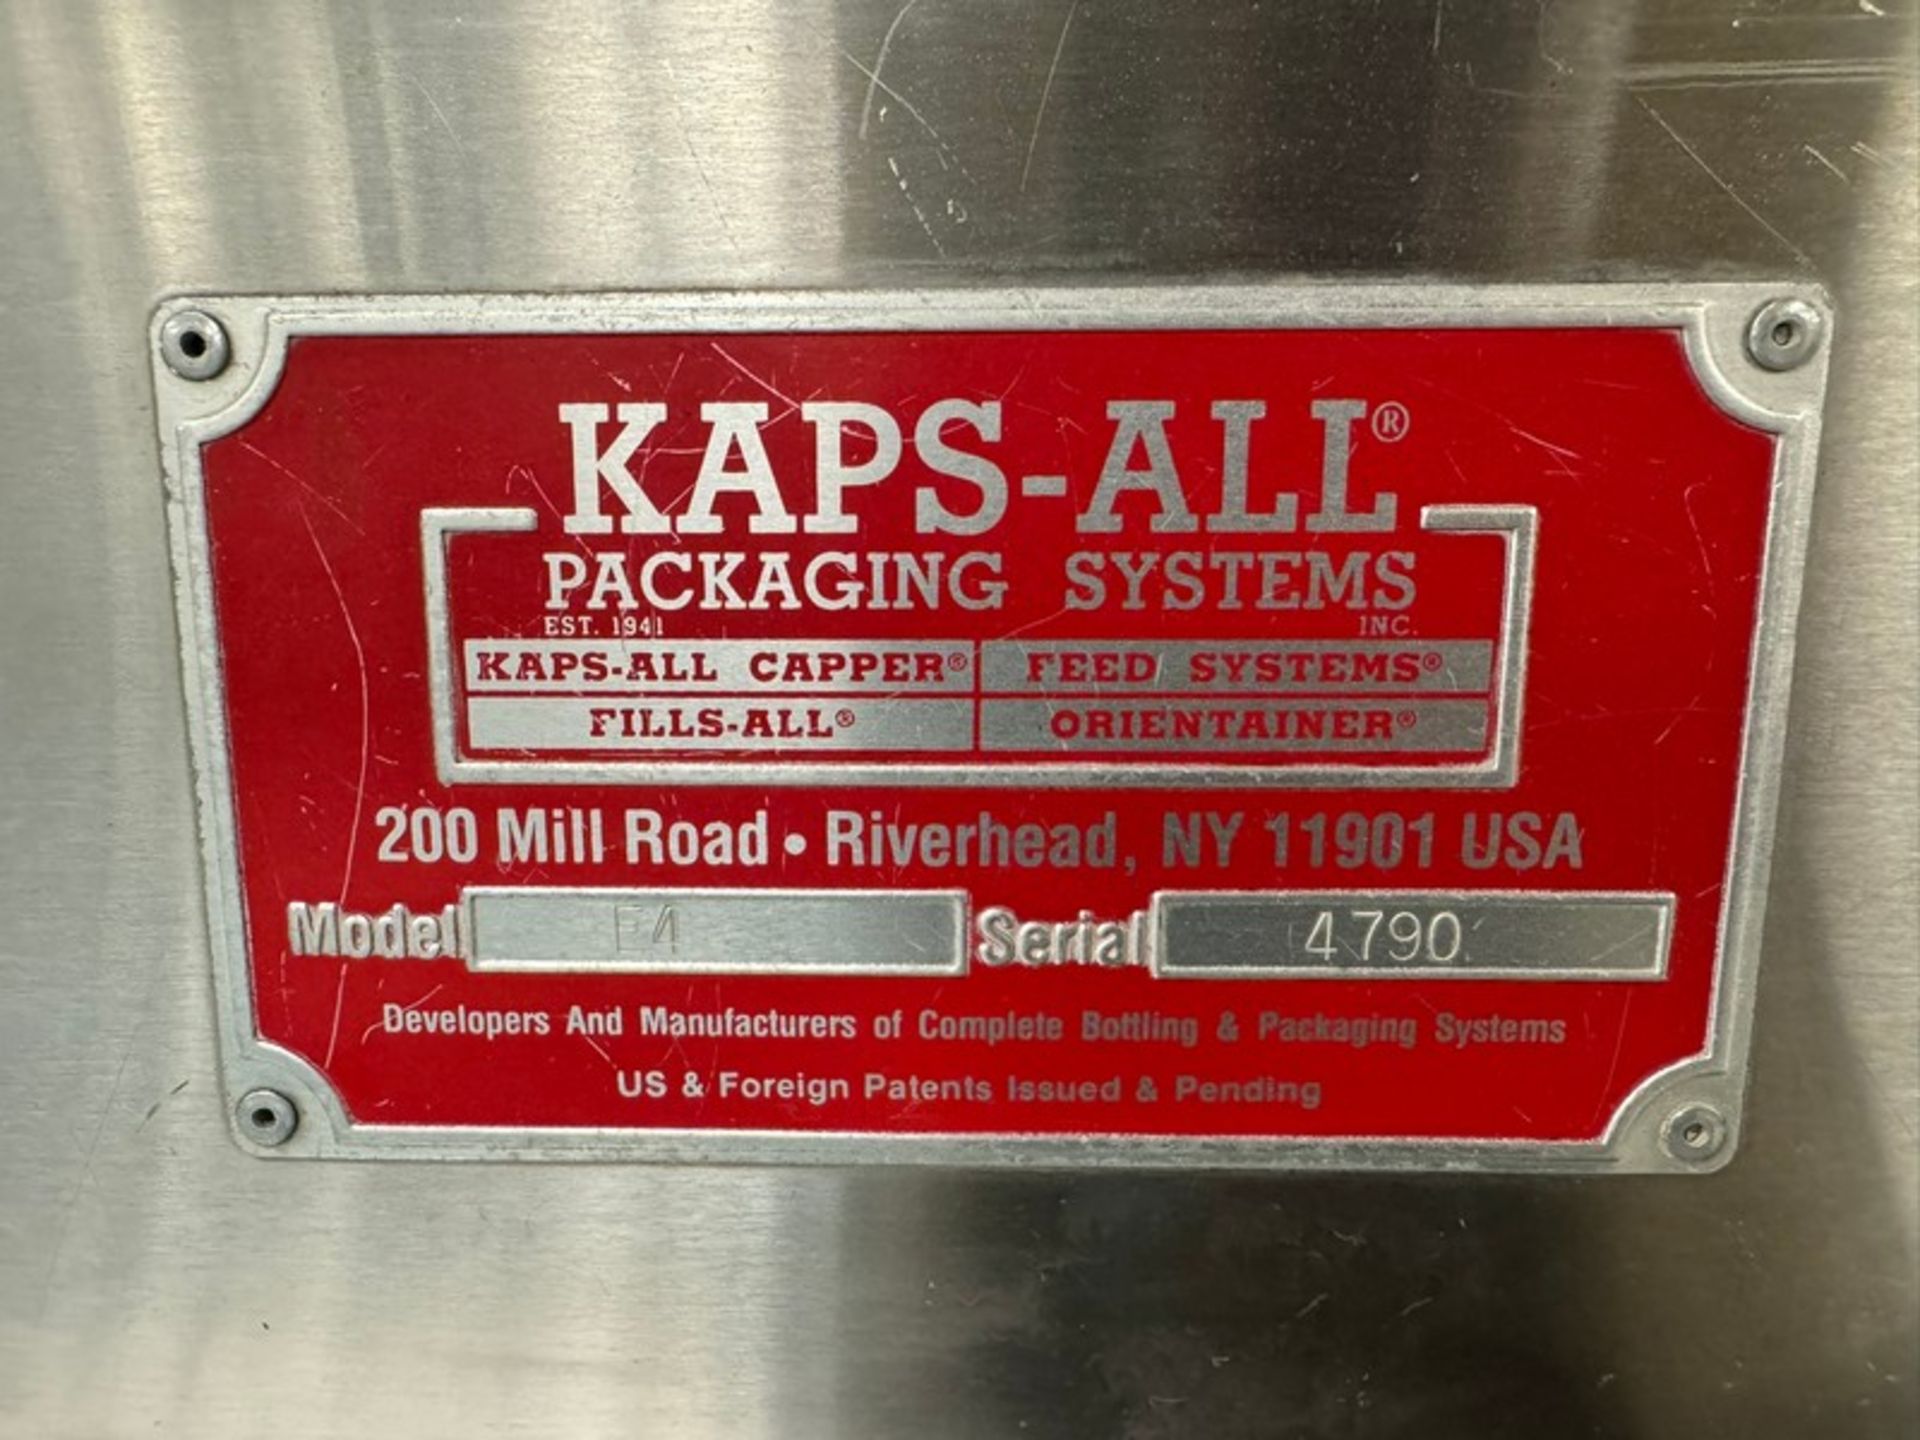 KAPS-ALL®
PACKAGING SYSTEMS
EST. 1941 INC.
KAPS-ALL CAPPER® FEED SYSTEMS®
FILLS-ALL® ORIENTAINER®
200 Mill Road • Riverhead, NY 11901 USA
Model E4 Serial 4790
Developers And Manufacturers of Complete Bottling & Packaging Systems
US & Foreign Patents Issued & Pending